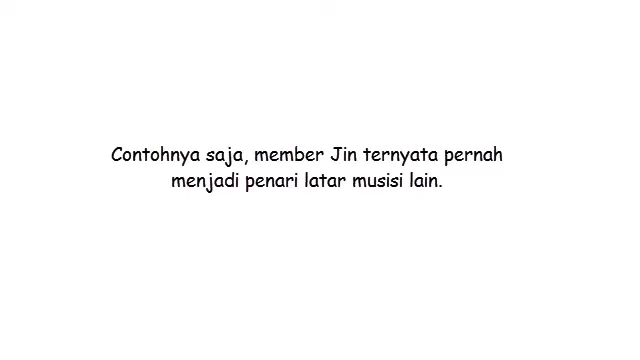 Contohnya saja, member Jin ternyata pernah
menjadi penari latar musisi lain.